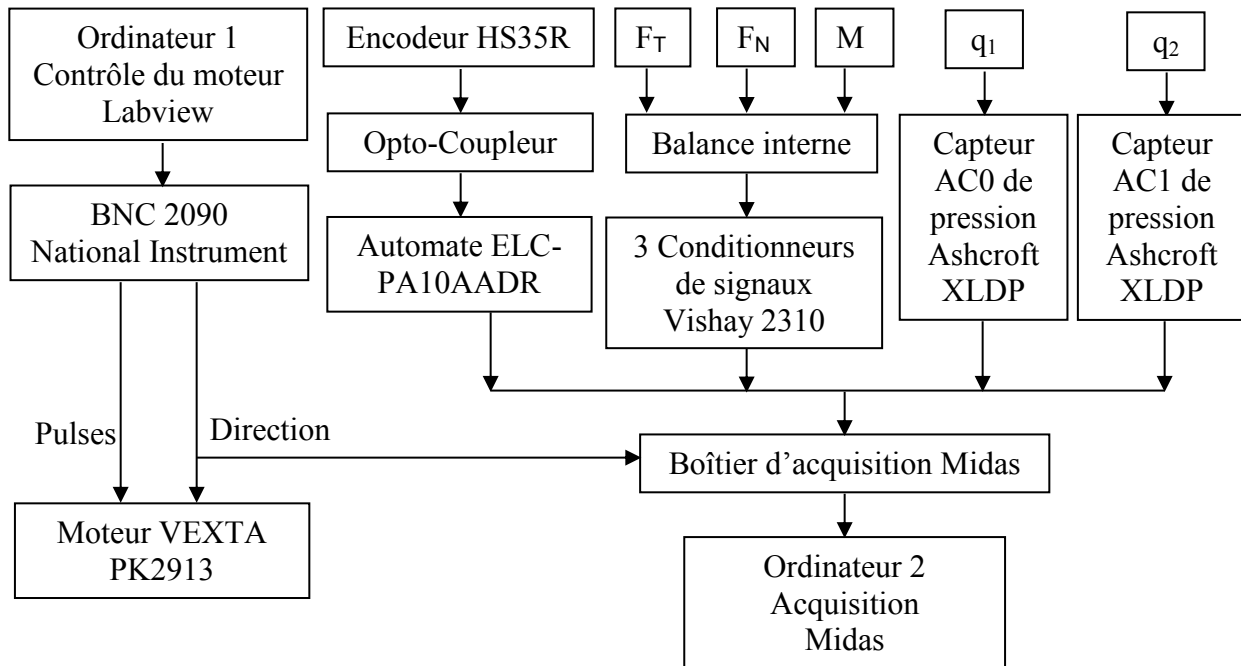 Ordinateur 1
Contrôle du moteur
Labview
Encodeur HS35R
F_T
F_N
M
q₁
q₂
Opto-Coupleur
Balance interne
Capteur
AC0 de
pression
Ashcroft
XLDP
Capteur
AC1 de
pression
Ashcroft
XLDP
BNC 2090
National Instrument
Automate ELC-
PA10AADR
3 Conditionneurs
de signaux
Vishay 2310
Pulses
Direction
Boîtier d’acquisition Midas
Moteur VEXTA
PK2913
Ordinateur 2
Acquisition
Midas